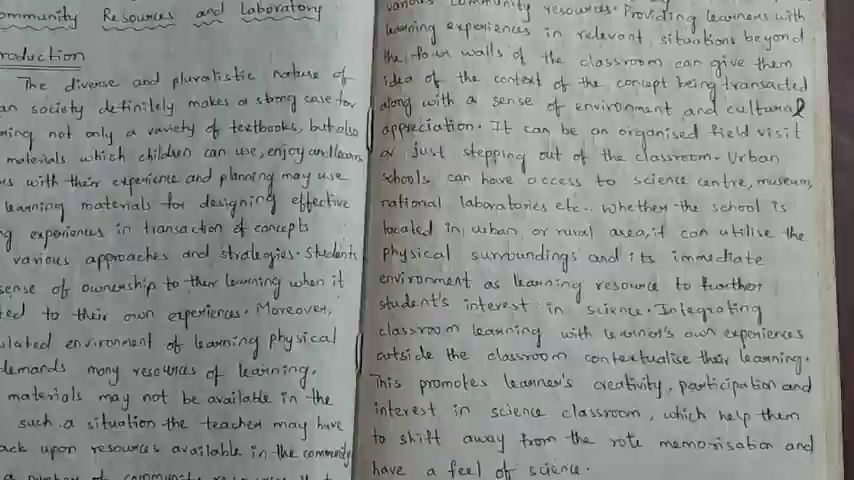 ommunity Resources and Laboratory
roduction
The diverse and pluralistic nature of
an society definitely makes a strong case for
ring not only a variety of textbooks, but also
materials which children can use, enjoy and learn
rs with their experience and planning may use
learning materials for designing effective
g experiences in transaction of concepts
various approaches and strategies. Students
sense of ownership to their learning when it
ted to their own experiences. Moreover,
ulated environment of learning physical
demands many resources of learning.
materials may not be available in the
such a situation the teacher may have
ack upon resources available in the community
a number of community
various community resources. Providing learners with
learning experiences in relevant situations beyond
the four walls of the classroom can give them
idea of the context of the concept being transacted
along with a sense of environment and cultural
appreciation. It can be an organised field visit
or just stepping out of the classroom. Urban
schools can have access to science centre, museum,
national laboratories etc.. whether the school is
located in urban or rural area, it can utilise the
physical surroundings and its immediate
environment as learning resource to further
student's interest in science. Integrating
classroom learning with learner's own experiences
outside the classroom contextualise their learning.
This promotes learner's creativity, participation and
interest in science classroom, which help them
to shift away from the rote memorisation and
have a feel of science.